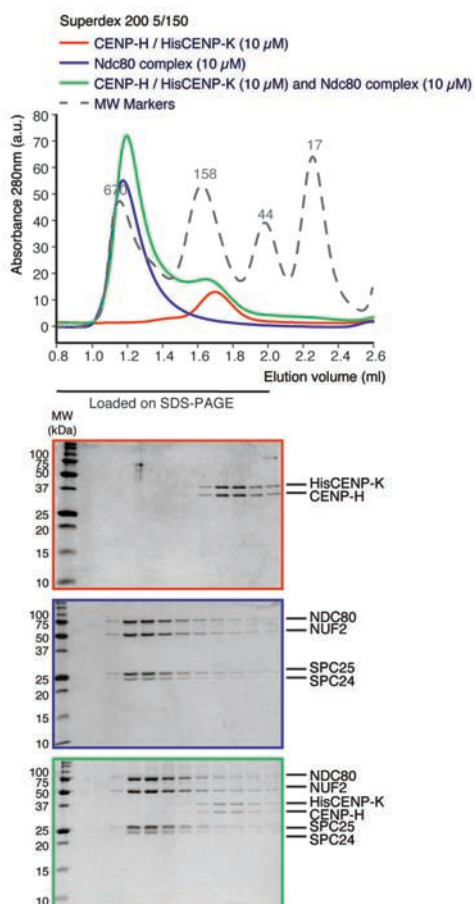 Superdex 200 5/150
CENP-H / HisCENP-K (10 µM)
Ndc80 complex (10 µM)
CENP-H / HisCENP-K (10 µM) and Ndc80 complex (10 µM)
MW Markers
Absorbance 280nm (a.u.)
80
70
60
50
40
30
20
10
0
670
158
44
17
0.8 1.0 1.2 1.4 1.6 1.8 2.0 2.2 2.4 2.6
Elution volume (ml)
Loaded on SDS-PAGE
MW
(kDa)
100
75
50
37
25
20
15
10
HisCENP-K
CENP-H
100
75
50
37
25
20
15
10
NDC80
NUF2
SPC25
SPC24
100
75
50
37
25
20
15
10
NDC80
NUF2
HisCENP-K
CENP-H
SPC25
SPC24